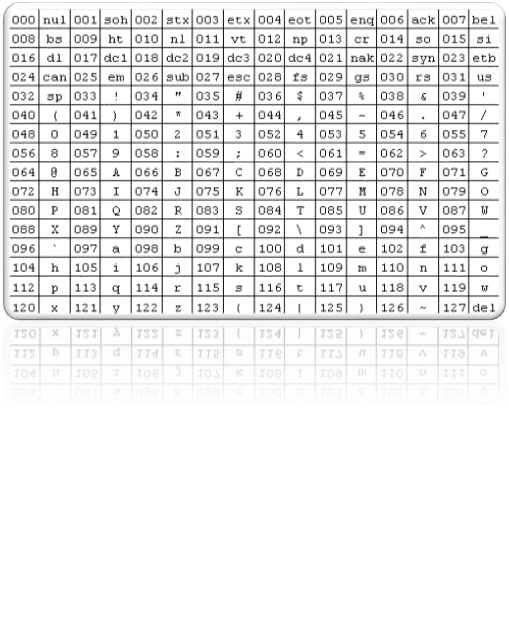 000 nul 001 soh 002 stx 003 etx 004 eot 005 enq 006 ack 007 bel
008 bs 009 ht 010 nl 011 vt 012 np 013 cr 014 so 015 si
016 dl 017 dc1 018 dc2 019 dc3 020 dc4 021 nak 022 syn 023 etb
024 can 025 em 026 sub 027 esc 028 fs 029 gs 030 rs 031 us
032 sp 033 ! 034 " 035 # 036 $ 037 % 038 & 039 '
040 ( 041 ) 042 * 043 + 044 , 045 - 046 . 047 /
048 0 049 1 050 2 051 3 052 4 053 5 054 6 055 7
056 8 057 9 058 : 059 ; 060 < 061 = 062 > 063 ?
064 @ 065 A 066 B 067 C 068 D 069 E 070 F 071 G
072 H 073 I 074 J 075 K 076 L 077 M 078 N 079 O
080 P 081 Q 082 R 083 S 084 T 085 U 086 V 087 W
088 X 089 Y 090 Z 091 [ 092 \ 093 ] 094 ^ 095 _
096 ` 097 a 098 b 099 c 100 d 101 e 102 f 103 g
104 h 105 i 106 j 107 k 108 l 109 m 110 n 111 o
112 p 113 q 114 r 115 s 116 t 117 u 118 v 119 w
120 x 121 y 122 z 123 { 124 | 125 } 126 ~ 127 del